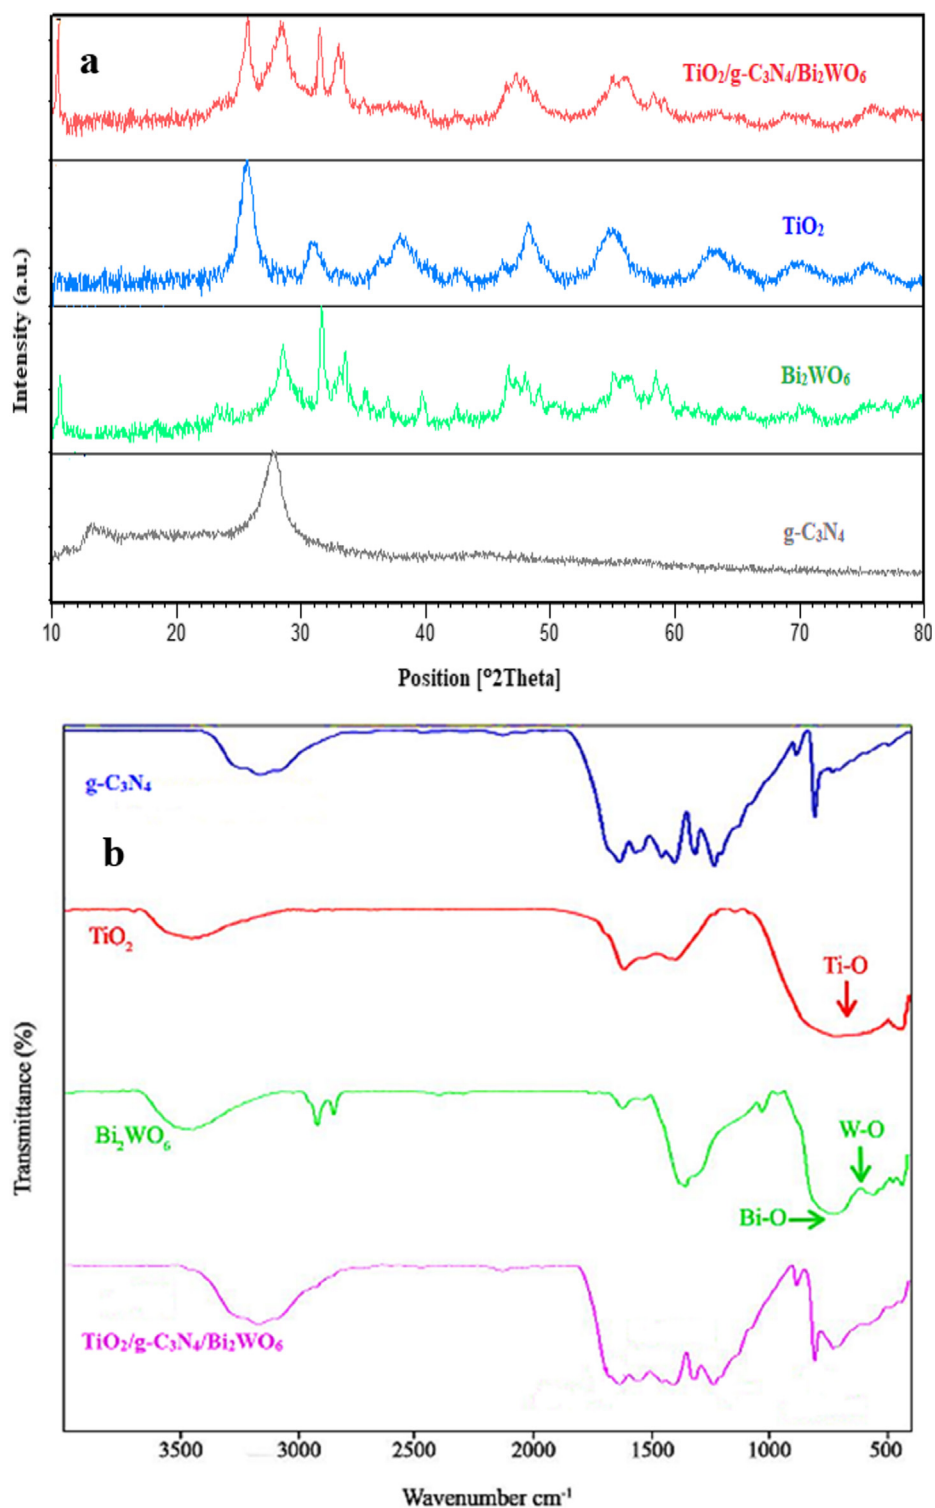 a
TiO₂/g-C₃N₄/Bi₂WO₆
TiO₂
Bi₂WO₆
g-C₃N₄
Intensity (a.u.)
10 20 30 40 50 60 70 80
Position [°2Theta]
g-C₃N₄
b
TiO₂
Ti-O
Bi₂WO₆
W-O
Bi-O
TiO₂/g-C₃N₄/Bi₂WO₆
Transmittance (%)
3500 3000 2500 2000 1500 1000 500
Wavenumber cm⁻¹